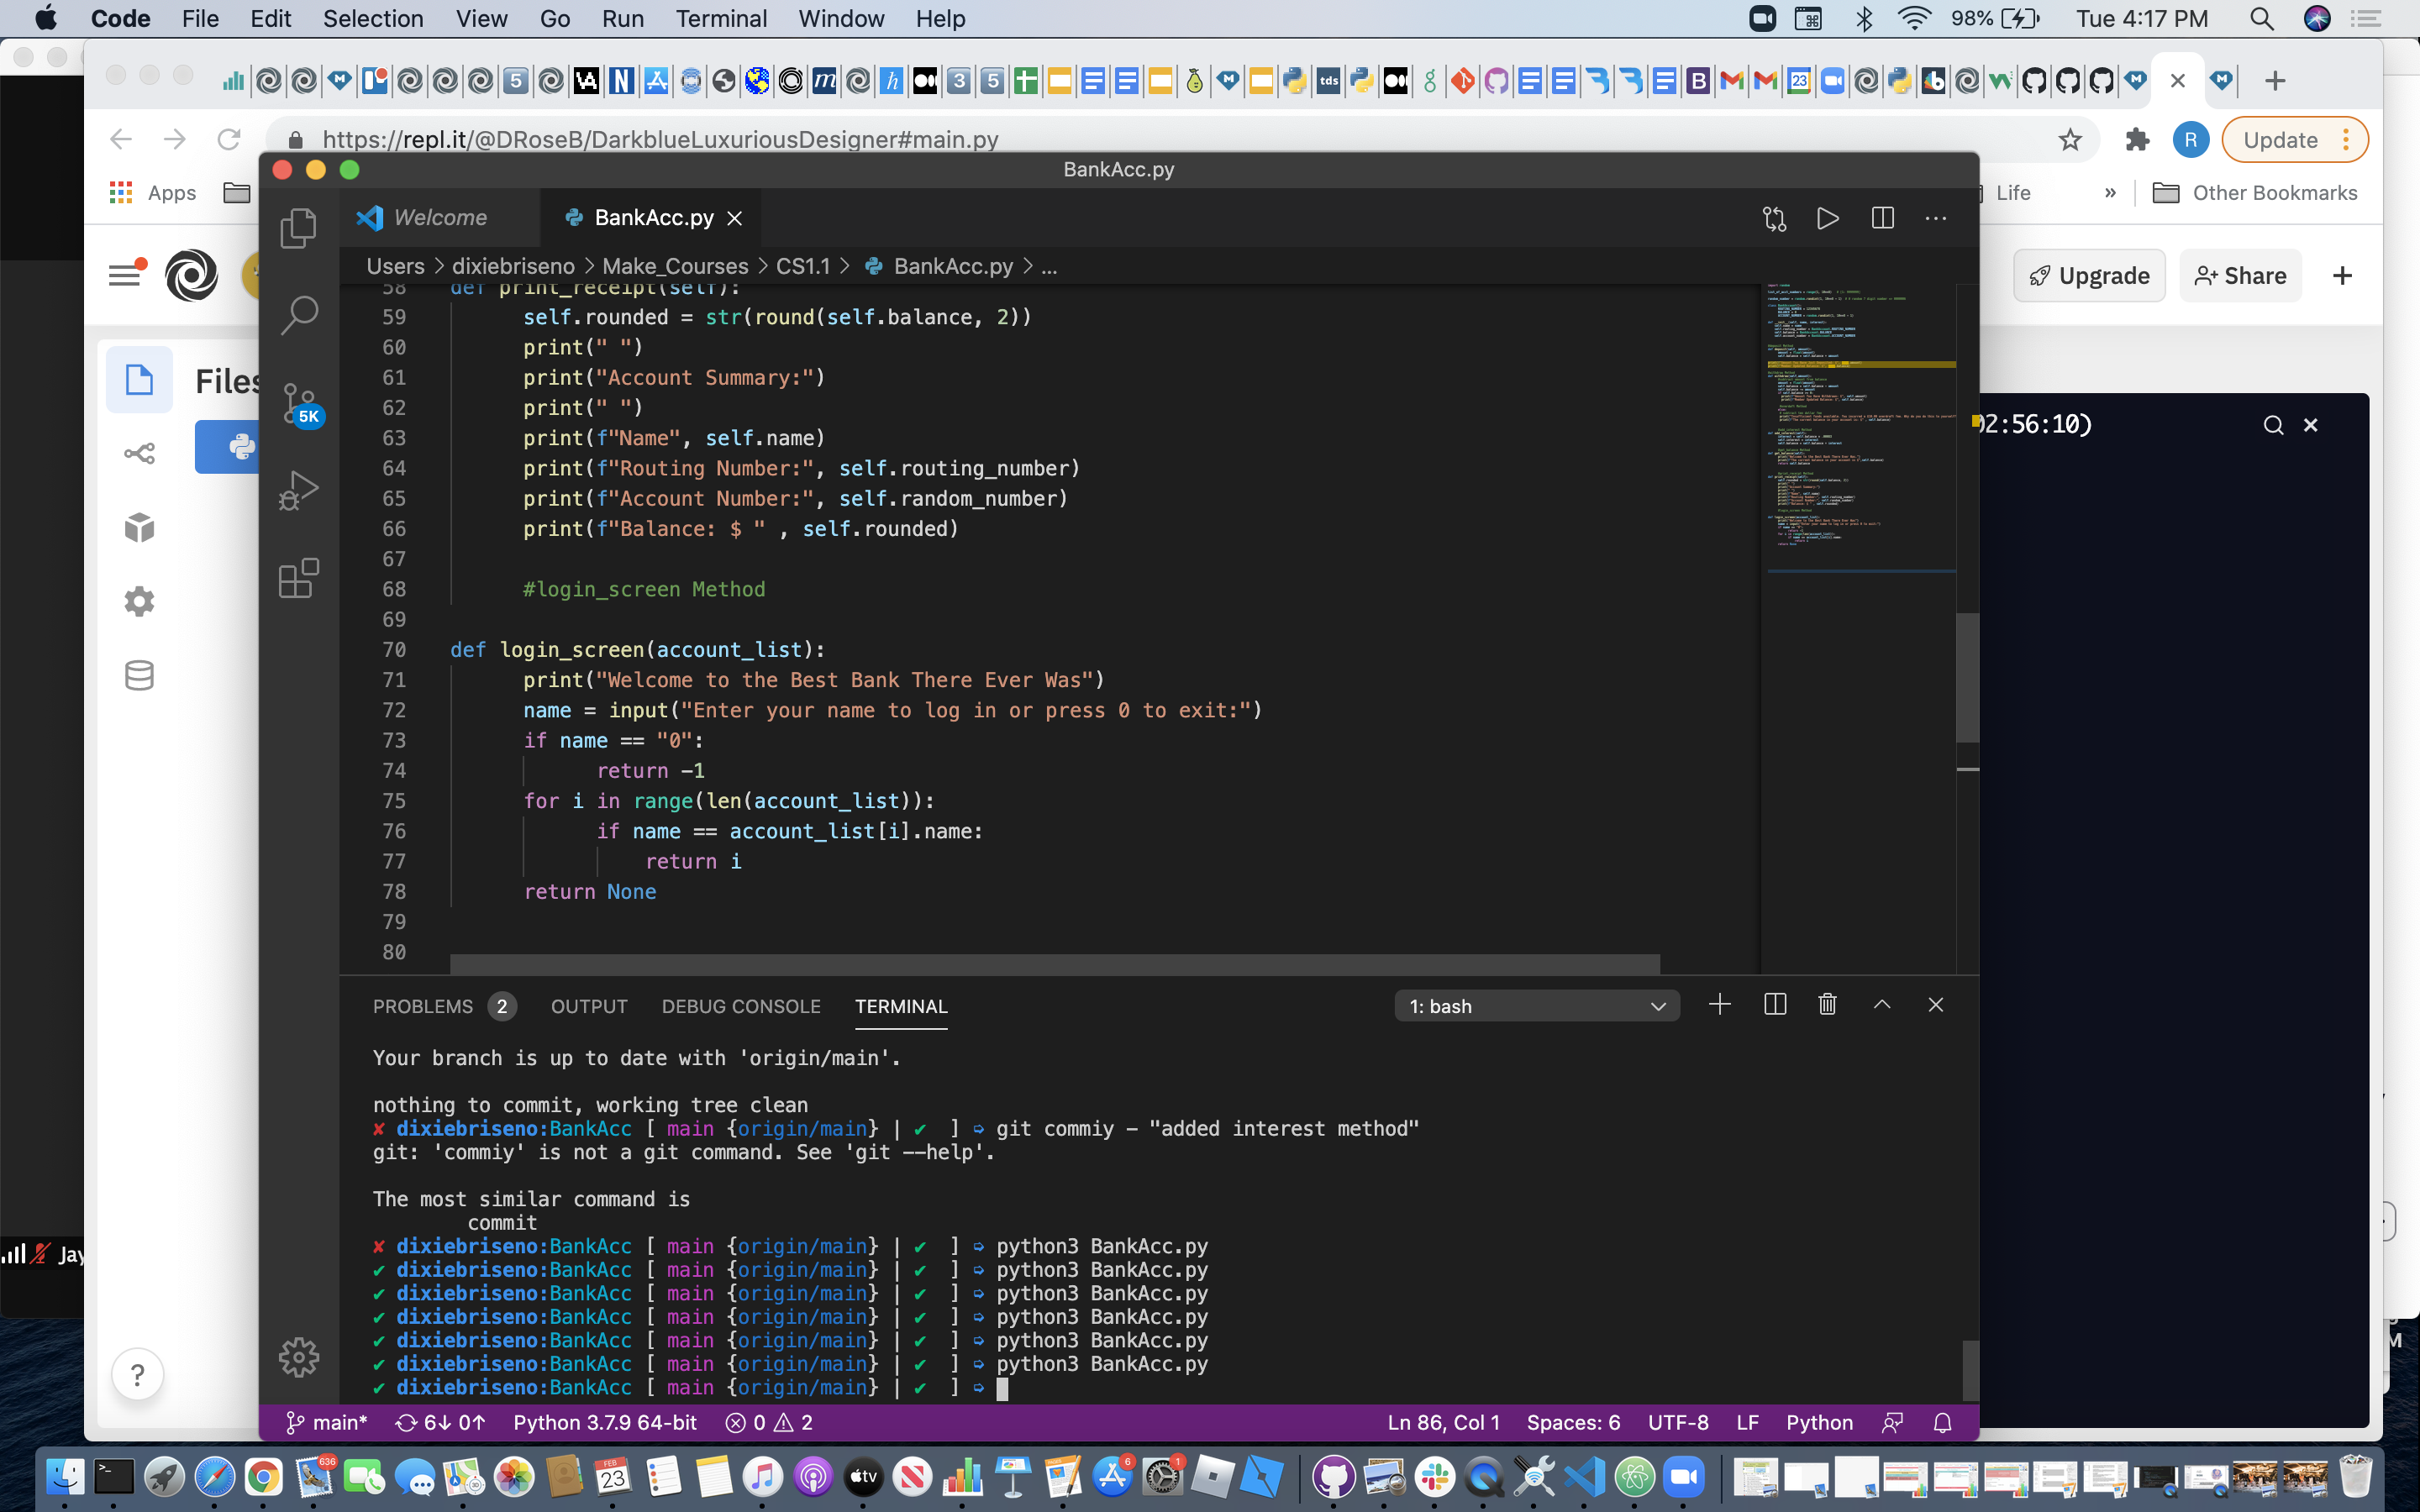 Code File Edit Selection View Go Run Terminal Window Help 98% Tue 4:17 PM
https://repl.it/@DRoseB/DarkblueLuxuriousDesigner#main.py Update
BankAcc.py
Apps Life » Other Bookmarks
Welcome BankAcc.py
Upgrade Share +
Users > dixiebriseno > Make_Courses > CS1.1 > BankAcc.py > ...
Files
02:56:10)
58 def print_receipt(self):
59 self.rounded = str(round(self.balance, 2))
60 print(" ")
61 print("Account Summary:")
62 print(" ")
63 print(f"Name", self.name)
64 print(f"Routing Number:", self.routing_number)
65 print(f"Account Number:", self.random_number)
66 print(f"Balance: $ " , self.rounded)
67
68 #login_screen Method
69
70 def login_screen(account_list):
71 print("Welcome to the Best Bank There Ever Was")
72 name = input("Enter your name to log in or press 0 to exit:")
73 if name == "0":
74 return -1
75 for i in range(len(account_list)):
76 if name == account_list[i].name:
77 return i
78 return None
79
80
5K
PROBLEMS 2 OUTPUT DEBUG CONSOLE TERMINAL 1: bash
Your branch is up to date with 'origin/main'.
nothing to commit, working tree clean
✘ dixiebriseno:BankAcc [ main {origin/main} | ✔ ] ➭ git commiy - "added interest method"
git: 'commiy' is not a git command. See 'git --help'.
The most similar command is
commit
✘ dixiebriseno:BankAcc [ main {origin/main} | ✔ ] ➭ python3 BankAcc.py
✔ dixiebriseno:BankAcc [ main {origin/main} | ✔ ] ➭ python3 BankAcc.py
✔ dixiebriseno:BankAcc [ main {origin/main} | ✔ ] ➭ python3 BankAcc.py
✔ dixiebriseno:BankAcc [ main {origin/main} | ✔ ] ➭ python3 BankAcc.py
✔ dixiebriseno:BankAcc [ main {origin/main} | ✔ ] ➭ python3 BankAcc.py
✔ dixiebriseno:BankAcc [ main {origin/main} | ✔ ] ➭ python3 BankAcc.py
✔ dixiebriseno:BankAcc [ main {origin/main} | ✔ ] ➭
Jay
?
main* 6↓ 0↑ Python 3.7.9 64-bit 0 2 Ln 86, Col 1 Spaces: 6 UTF-8 LF Python
636 FEB 23 tv 6 1